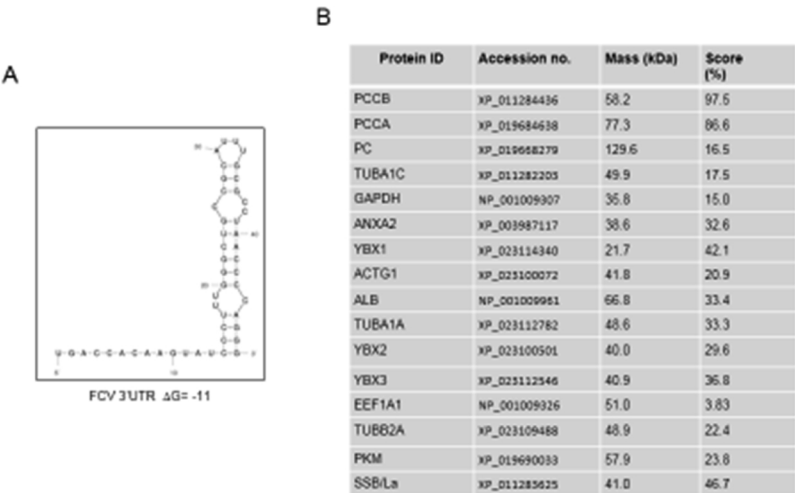 B
A
Protein ID Accession no. Mass (kDa) Score (%)
PCCB XP_011284436 58.2 97.5
PCCA XP_019684638 77.3 86.6
PC XP_019668279 129.6 16.5
TUBA1C XP_011282203 49.9 17.5
GAPDH NP_001009307 35.8 15.0
ANXA2 XP_003987117 38.6 32.6
YBX1 XP_023114340 21.7 42.1
ACTG1 XP_023100072 41.8 20.9
ALB NP_001009961 66.8 33.4
TUBA1A XP_023112782 48.6 33.3
YBX2 XP_023100501 40.0 29.6
YBX3 XP_023112546 40.9 36.8
EEF1A1 NP_001009326 51.0 3.83
TUBB2A XP_023109488 48.9 22.4
PKM XP_019690033 57.9 23.8
SSB/La XP_011283625 41.0 46.7
U G A C C A C A A G U A U C
FCV 3'UTR ΔG= -11